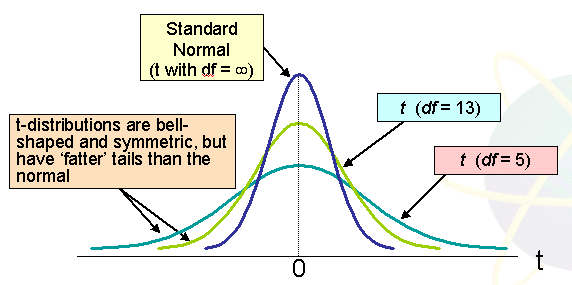 Standard
Normal
(t with df = ∞)
t-distributions are bell-
shaped and symmetric, but
have ‘fatter’ tails than the
normal
t (df = 13)
t (df = 5)
0
t